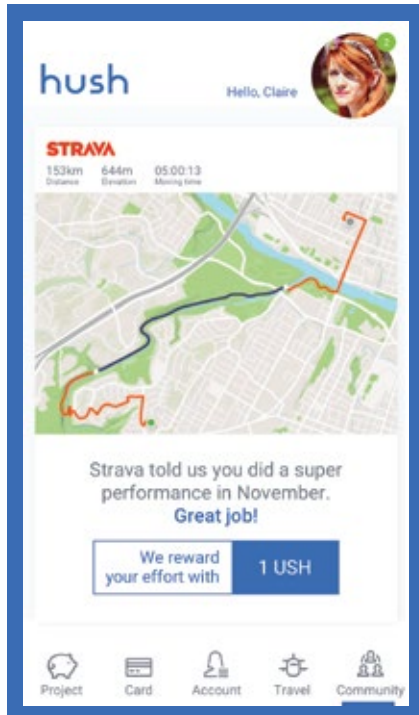 hush
Hello, Claire
2
STRAVA
153km 644m 05:00:13
Distance Elevation Moving time
Strava told us you did a super
performance in November.
Great job!
We reward
your effort with
1 USH
Project Card Account Travel Community